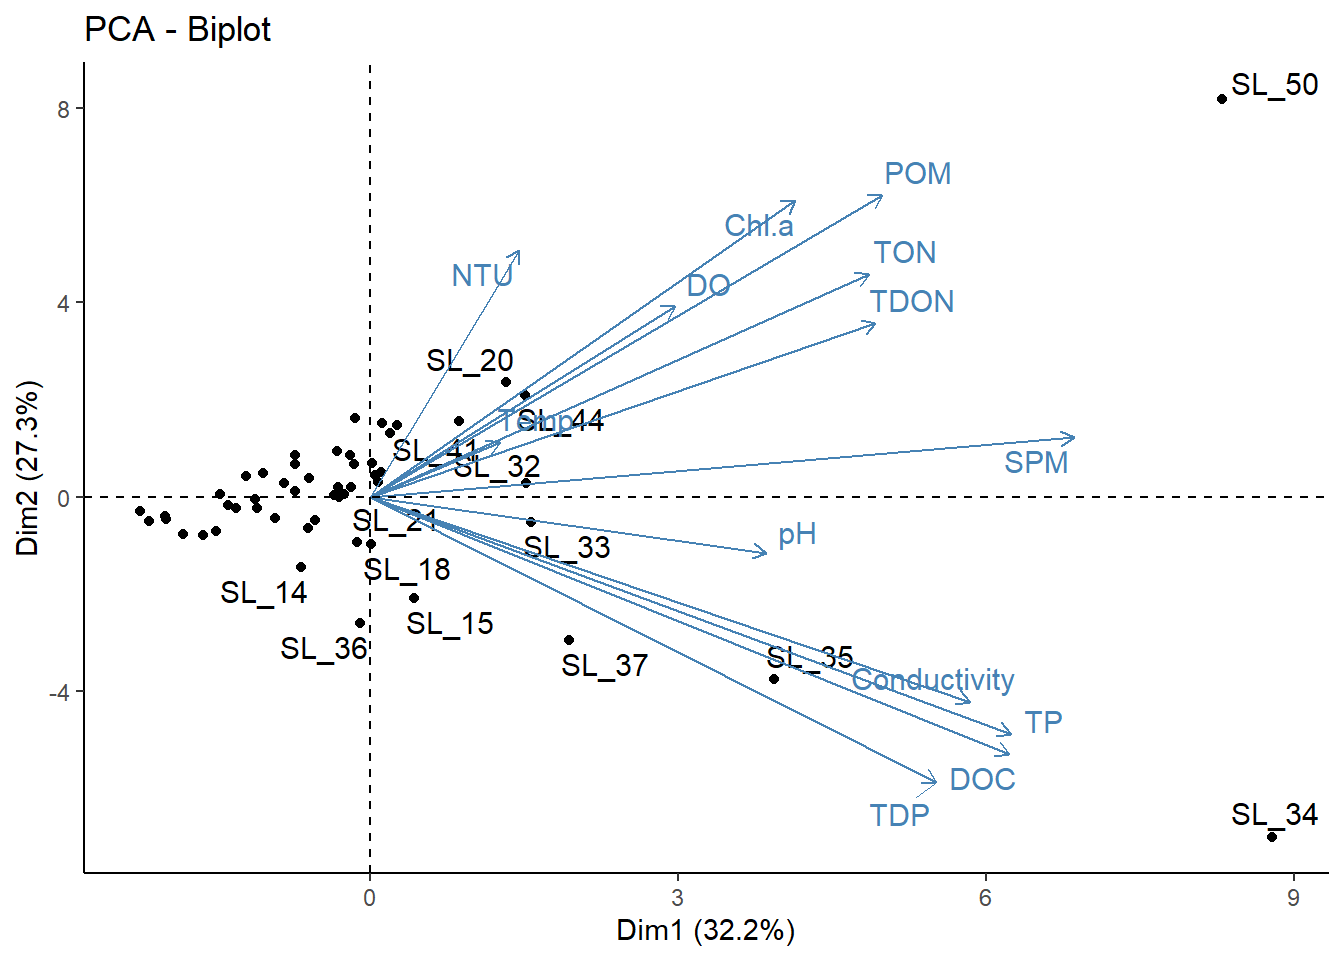 PCA - Biplot
SL_50
8
POM
Chl.a
TON
NTU
DO
4
TDON
SL_20
Temp
SL_44
SL_41
SL_32
SPM
0
SL_21
pH
SL_33
SL_18
SL_14
SL_15
SL_36
SL_37
SL_35
Conductivity
-4
TP
DOC
TDP
SL_34
0
3
6
9
Dim1 (32.2%)
Dim2 (27.3%)